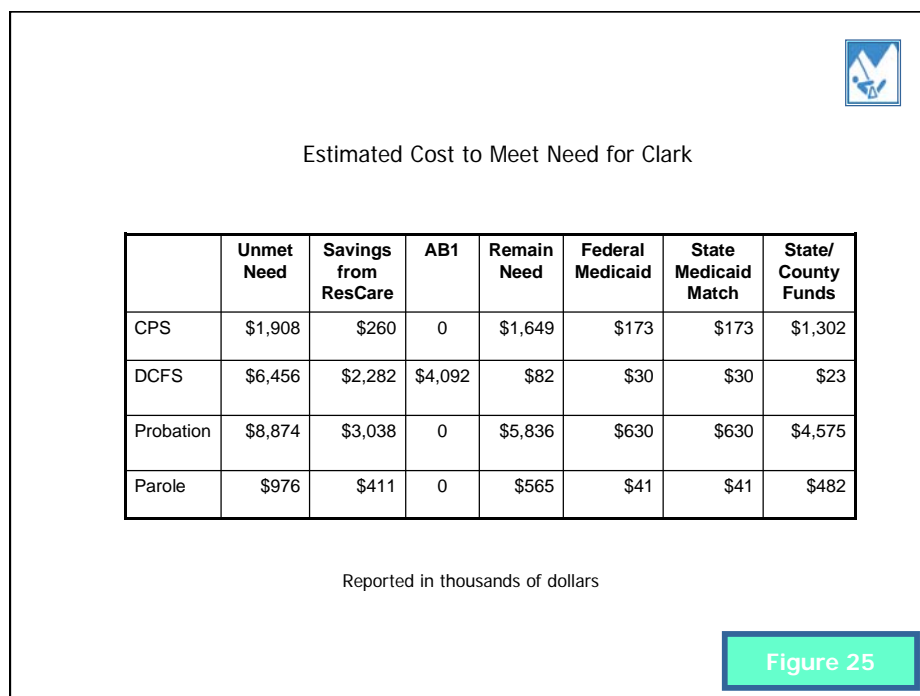 Estimated Cost to Meet Need for Clark
Unmet Need | Savings from ResCare | AB1 | Remain Need | Federal Medicaid | State Medicaid Match | State/ County Funds
CPS | $1,908 | $260 | 0 | $1,649 | $173 | $173 | $1,302
DCFS | $6,456 | $2,282 | $4,092 | $82 | $30 | $30 | $23
Probation | $8,874 | $3,038 | 0 | $5,836 | $630 | $630 | $4,575
Parole | $976 | $411 | 0 | $565 | $41 | $41 | $482
Reported in thousands of dollars
Figure 25